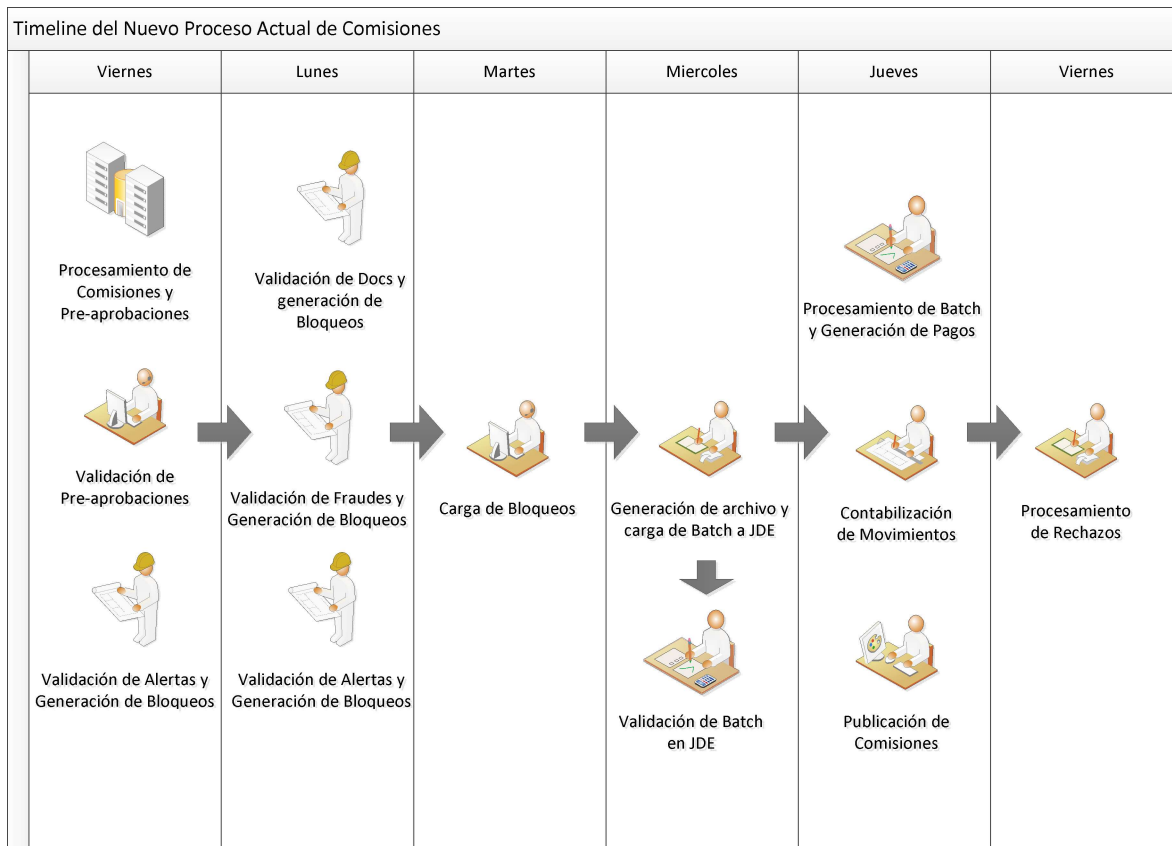 Timeline del Nuevo Proceso Actual de Comisiones
Viernes
Lunes
Martes
Miercoles
Jueves
Viernes
Procesamiento de
Comisiones y
Pre-aprobaciones
Validación de
Pre-aprobaciones
Validación de Alertas y
Generación de Bloqueos
Validación de Docs y
generación de
Bloqueos
Validación de Fraudes y
Generación de Bloqueos
Validación de Alertas y
Generación de Bloqueos
Carga de Bloqueos
Generación de archivo y
carga de Batch a JDE
Validación de Batch
en JDE
Procesamiento de Batch
y Generación de Pagos
Contabilización
de Movimientos
Publicación de
Comisiones
Procesamiento
de Rechazos